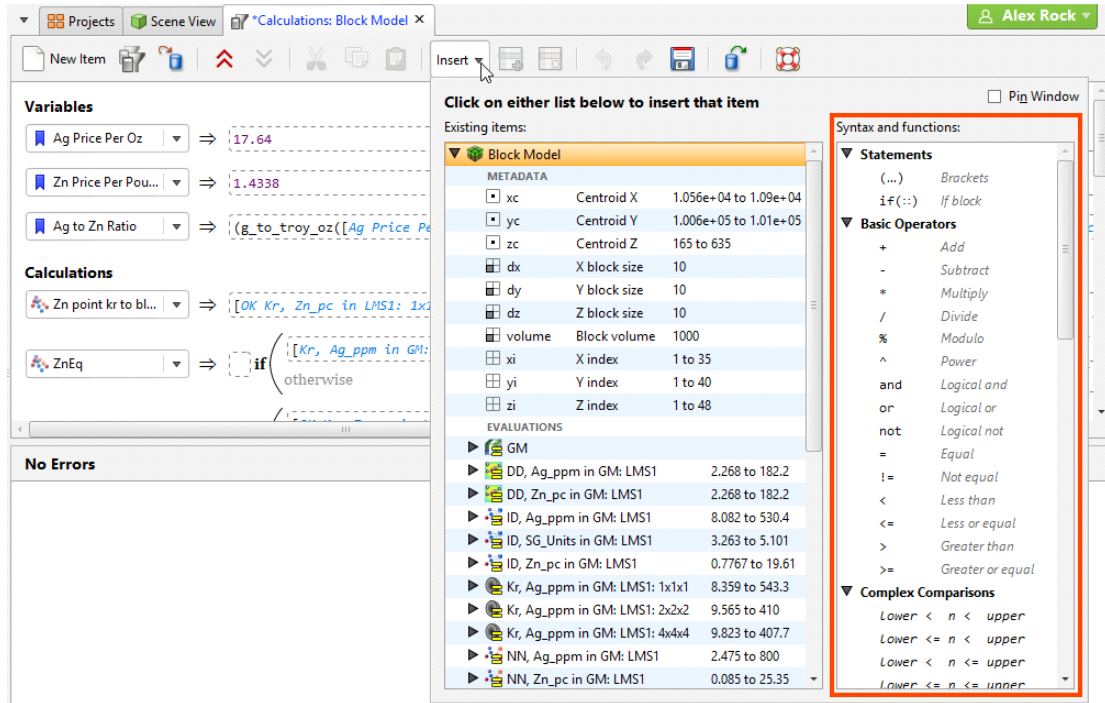 Projects
Scene View
*Calculations: Block Model
Alex Rock
New Item
Insert
Variables
Ag Price Per Oz
17.64
Zn Price Per Pou...
1.4338
Ag to Zn Ratio
(g_to_troy_oz([Ag Price Pe
Calculations
Zn point kr to bl...
[OK Kr, Zn_pc in LMS1: 1x1
ZnEq
if
[Kr, Ag_ppm in GM:
otherwise
No Errors
Click on either list below to insert that item
Pin Window
Existing items:
Block Model
METADATA
xc Centroid X 1.056e+04 to 1.09e+04
yc Centroid Y 1.006e+05 to 1.01e+05
zc Centroid Z 165 to 635
dx X block size 10
dy Y block size 10
dz Z block size 10
volume Block volume 1000
xi X index 1 to 35
yi Y index 1 to 40
zi Z index 1 to 48
EVALUATIONS
GM
DD, Ag_ppm in GM: LMS1 2.268 to 182.2
DD, Zn_pc in GM: LMS1 2.268 to 182.2
ID, Ag_ppm in GM: LMS1 8.082 to 530.4
ID, SG_Units in GM: LMS1 3.263 to 5.101
ID, Zn_pc in GM: LMS1 0.7767 to 19.61
Kr, Ag_ppm in GM: LMS1: 1x1x1 8.359 to 543.3
Kr, Ag_ppm in GM: LMS1: 2x2x2 9.565 to 410
Kr, Ag_ppm in GM: LMS1: 4x4x4 9.823 to 407.7
NN, Ag_ppm in GM: LMS1 2.475 to 800
NN, Zn_pc in GM: LMS1 0.085 to 25.35
Syntax and functions:
Statements
(...) Brackets
if(::) If block
Basic Operators
+ Add
- Subtract
* Multiply
/ Divide
% Modulo
^ Power
and Logical and
or Logical or
not Logical not
= Equal
!= Not equal
< Less than
<= Less or equal
> Greater than
>= Greater or equal
Complex Comparisons
Lower < n < upper
Lower <= n < upper
Lower < n <= upper
Lower <= n <= upper